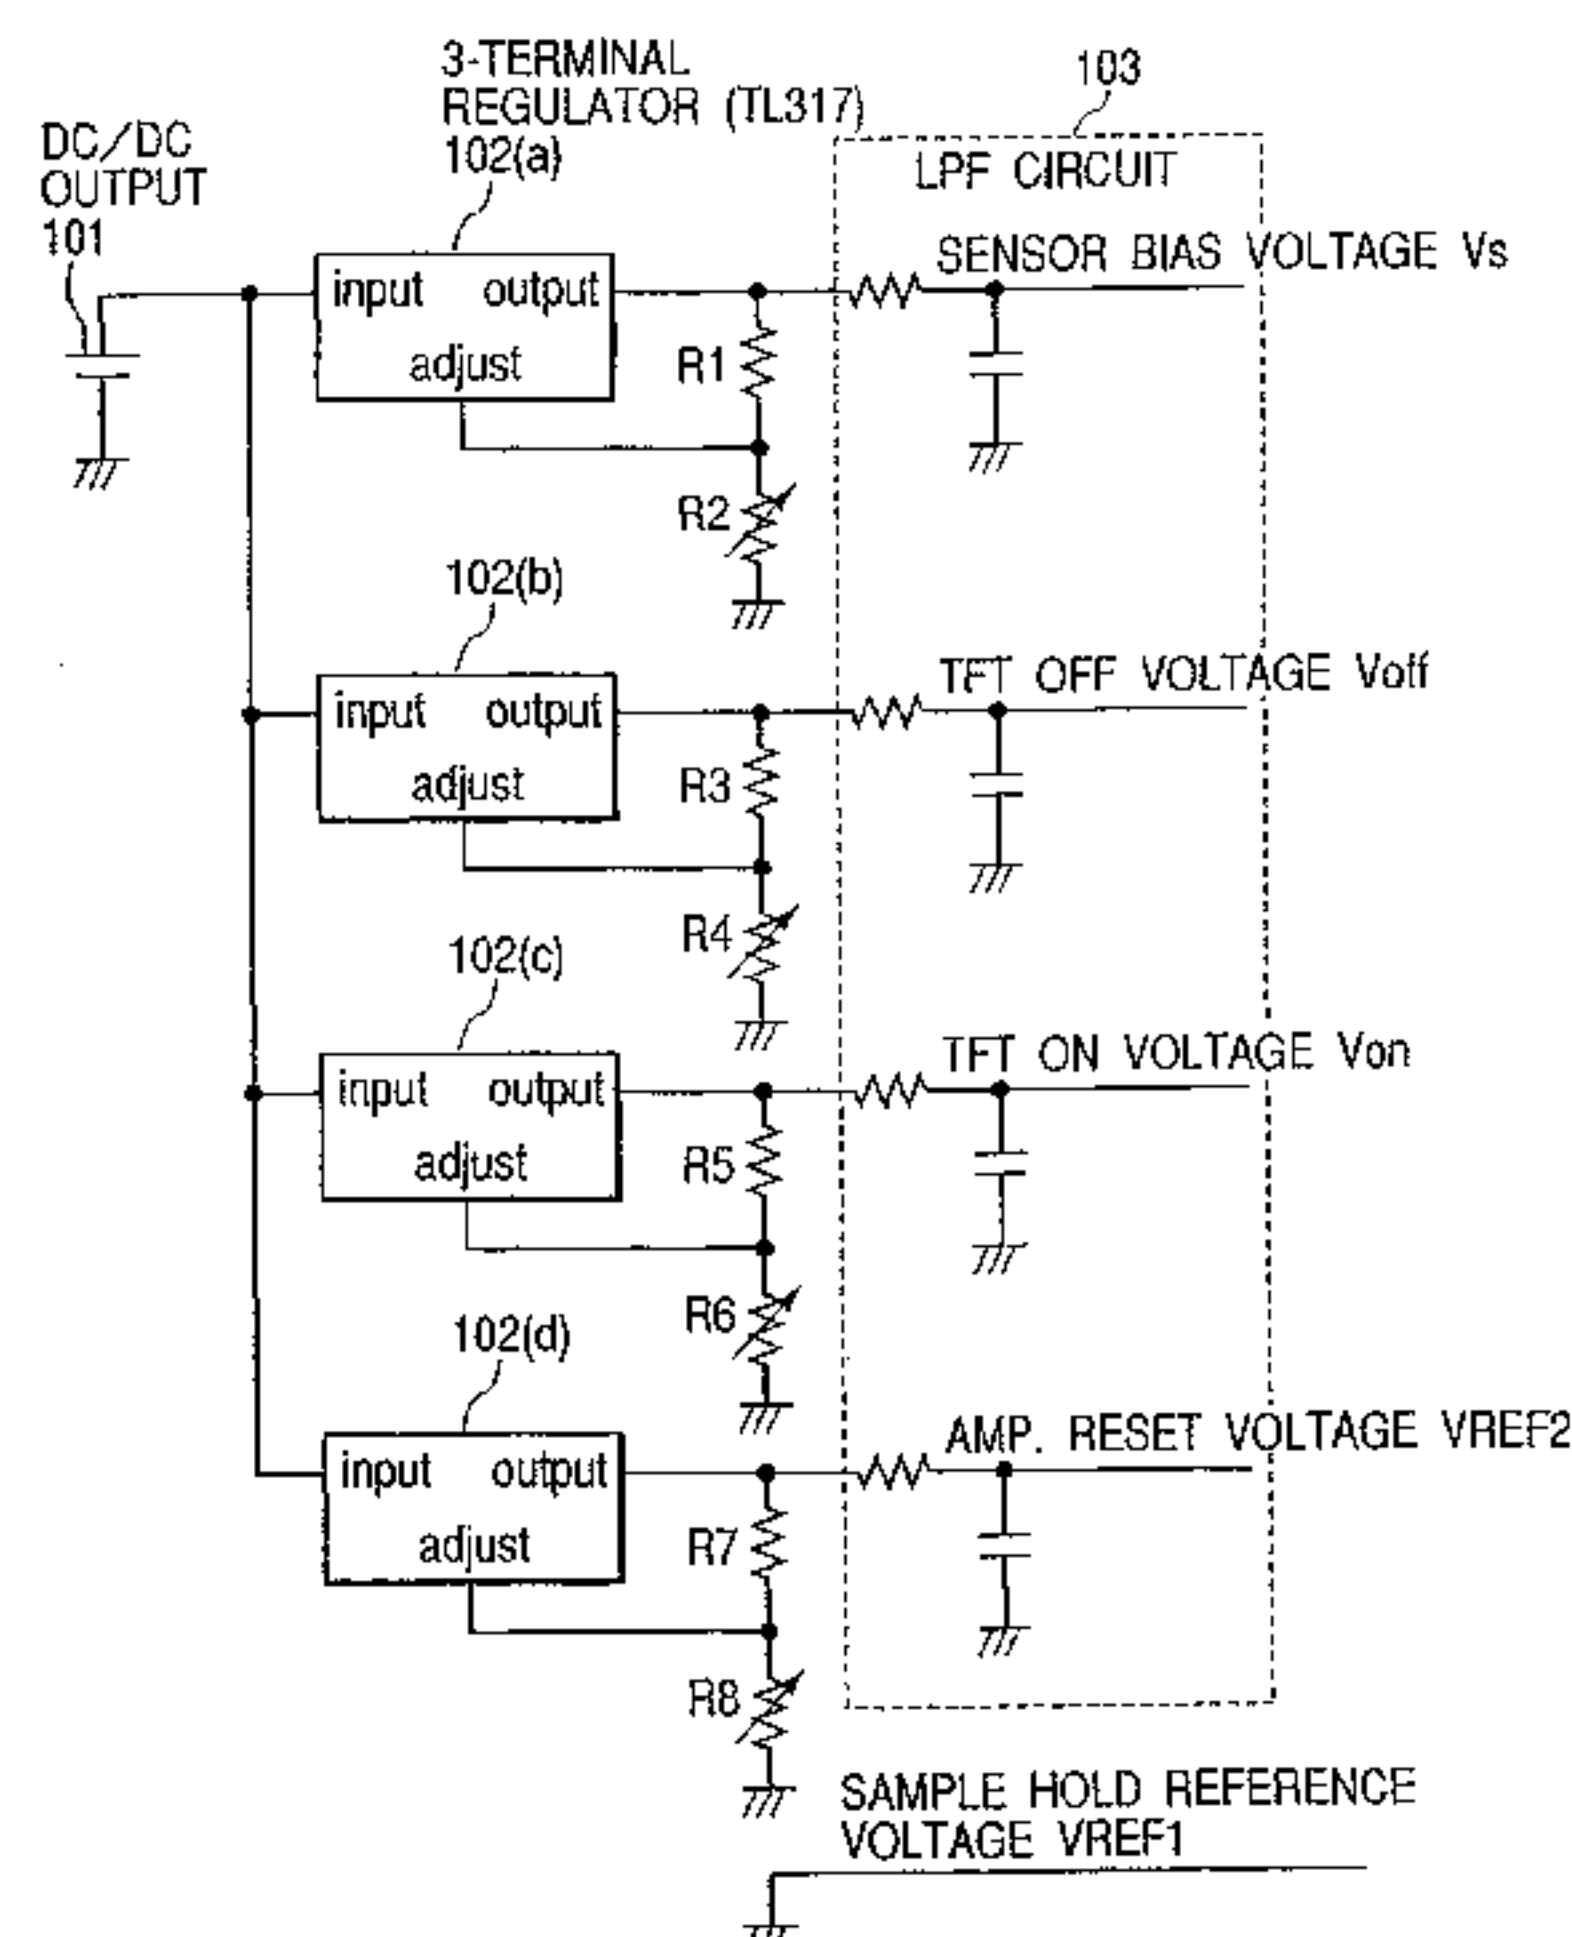 3-TERMINAL
REGULATOR (TL317)
102(a)
103
DC/DC
OUTPUT
101
LPF CIRCUIT
SENSOR BIAS VOLTAGE Vs
input output
adjust
R1
R2
102(b)
TFT OFF VOLTAGE Voff
input output
adjust
R3
R4
102(c)
TFT ON VOLTAGE Von
input output
adjust
R5
R6
102(d)
AMP. RESET VOLTAGE VREF2
input output
adjust
R7
R8
SAMPLE HOLD REFERENCE
VOLTAGE VREF1